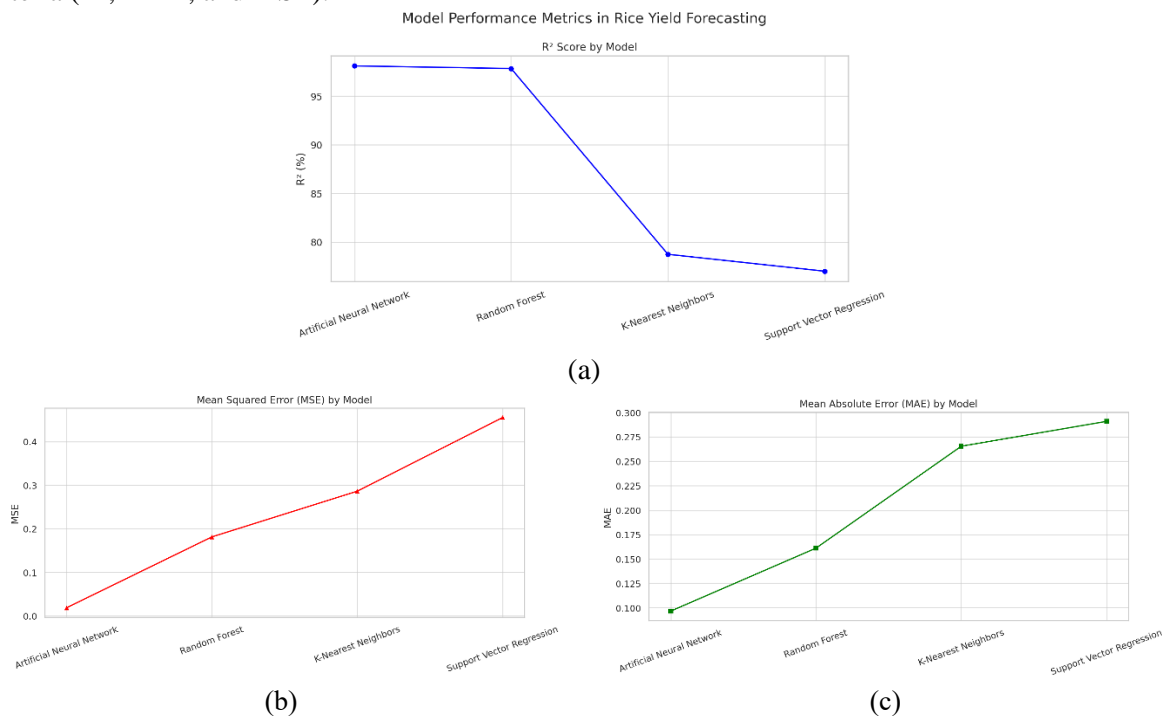 Model Performance Metrics in Rice Yield Forecasting
R² Score by Model
R² (%)
95
90
85
80
Artificial Neural Network
Random Forest
K-Nearest Neighbors
Support Vector Regression
(a)
Mean Squared Error (MSE) by Model
MSE
0.4
0.3
0.2
0.1
0.0
Artificial Neural Network
Random Forest
K-Nearest Neighbors
Support Vector Regression
(b)
Mean Absolute Error (MAE) by Model
MAE
0.300
0.275
0.250
0.225
0.200
0.175
0.150
0.125
0.100
Artificial Neural Network
Random Forest
K-Nearest Neighbors
Support Vector Regression
(c)